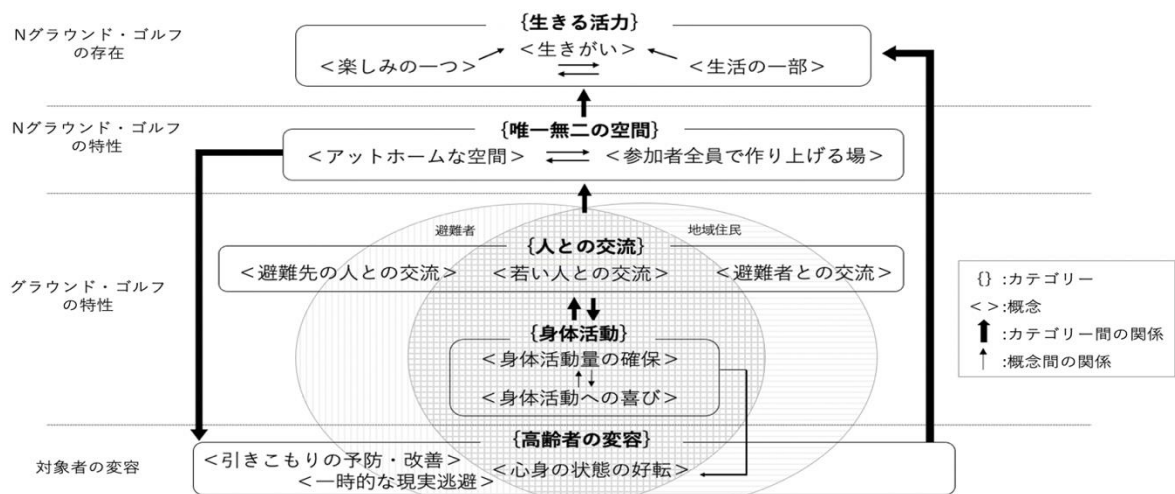 Nグラウンド・ゴルフ
の存在
{生きる活力}
<生きがい>
<楽しみの一つ>
<生活の一部>
Nグラウンド・ゴルフ
の特性
{唯一無二の空間}
<アットホームな空間>
<参加者全員で作り上げる場>
避難者
地域住民
グラウンド・ゴルフ
の特性
{人との交流}
<避難先の人との交流>
<若い人との交流>
<避難者との交流>
{身体活動}
<身体活動量の確保>
<身体活動への喜び>
対象者の変容
{高齢者の変容}
<引きこもりの予防・改善>
<心身の状態の好転>
<一時的な現実逃避>
{} :カテゴリー
< >:概念
:カテゴリー間の関係
:概念間の関係